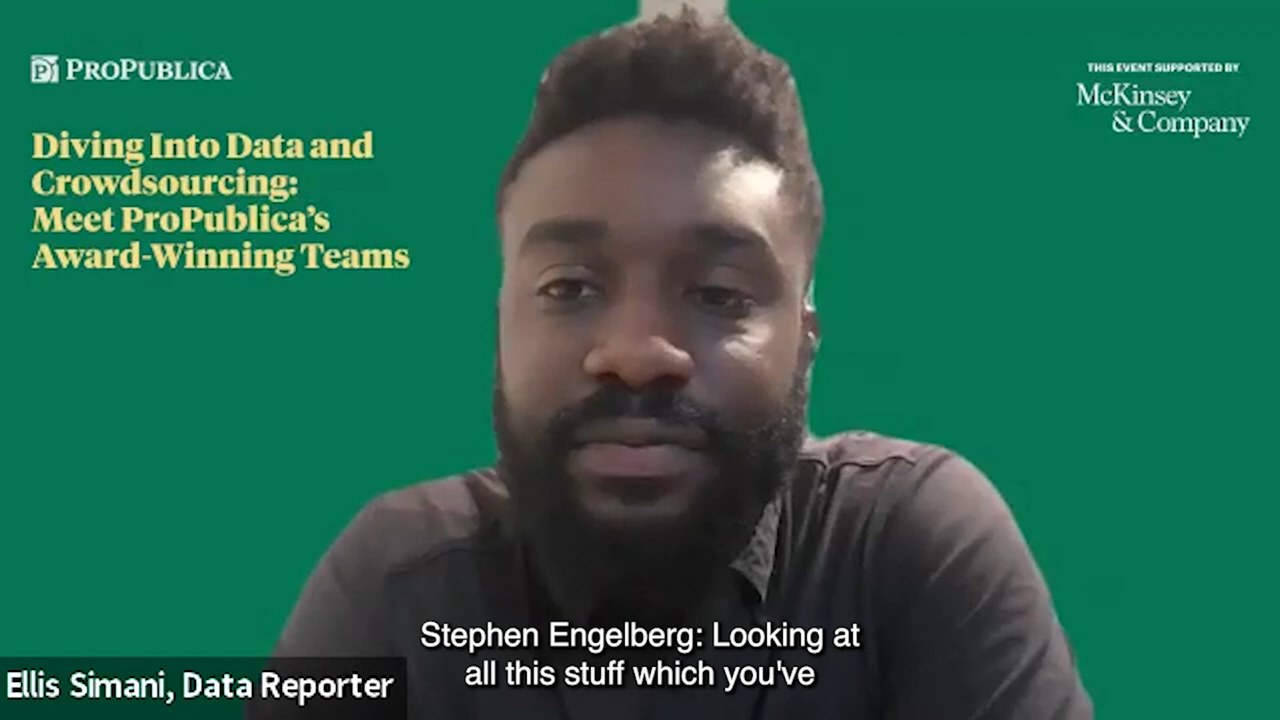 PROPUBLICA
Diving Into Data and
Crowdsourcing:
Meet ProPublica's
Award-Winning Teams
THIS EVENT SUPPORTED BY
McKinsey
& Company
Stephen Engelberg: Looking at
all this stuff which you've
Ellis Simani, Data Reporter